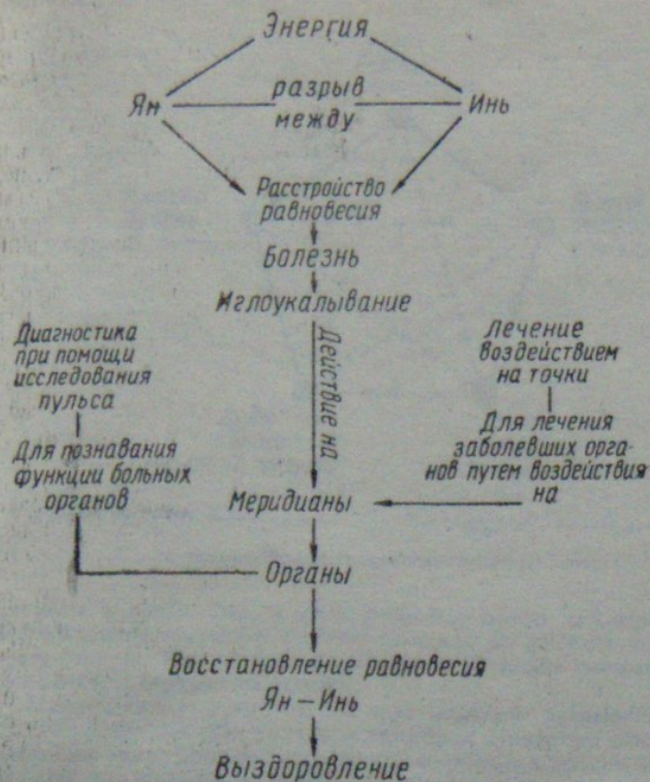 Энергия
Ян разрыв между Инь
Расстройство
равновесия
Болезнь
Иглоукалывание
Диагностика
при помощи
исследования
пульса
Для познавания
функции больных
органов
Действие на
Лечение
воздействием
на точки
Для лечения
заболевших орга-
нов путем воздействия
на
Меридианы
Органы
Восстановление равновесия
Ян – Инь
Выздоровление